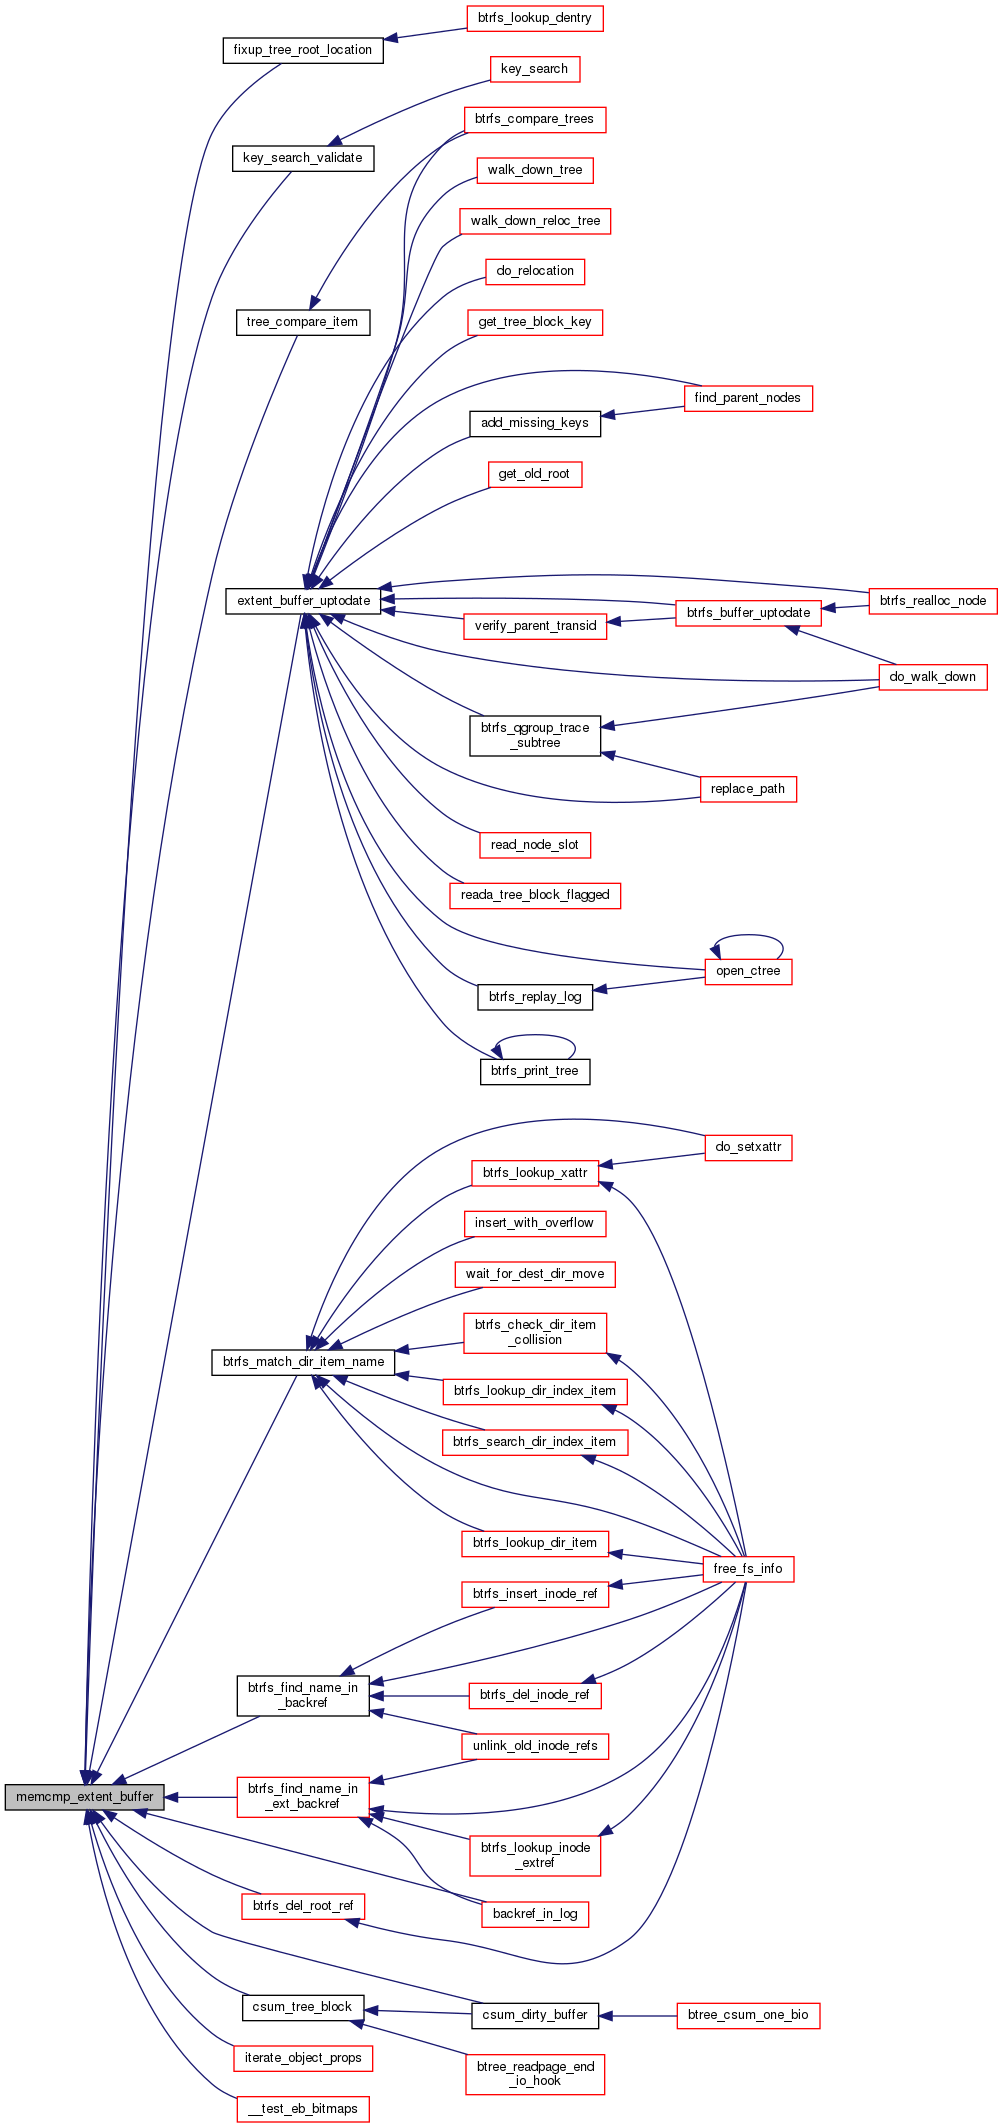 btrfs_lookup_dentry
fixup_tree_root_location
key_search
btrfs_compare_trees
key_search_validate
walk_down_tree
walk_down_reloc_tree
do_relocation
tree_compare_item
get_tree_block_key
find_parent_nodes
add_missing_keys
get_old_root
extent_buffer_uptodate
btrfs_realloc_node
btrfs_buffer_uptodate
verify_parent_transid
do_walk_down
btrfs_qgroup_trace
_subtree
replace_path
read_node_slot
reada_tree_block_flagged
open_ctree
btrfs_replay_log
btrfs_print_tree
do_setxattr
btrfs_lookup_xattr
insert_with_overflow
wait_for_dest_dir_move
btrfs_check_dir_item
_collision
btrfs_match_dir_item_name
btrfs_lookup_dir_index_item
btrfs_search_dir_index_item
btrfs_lookup_dir_item
free_fs_info
btrfs_insert_inode_ref
btrfs_find_name_in
_backref
btrfs_del_inode_ref
unlink_old_inode_refs
memcmp_extent_buffer
btrfs_find_name_in
_ext_backref
btrfs_lookup_inode
_extref
btrfs_del_root_ref
backref_in_log
csum_tree_block
csum_dirty_buffer
btree_csum_one_bio
iterate_object_props
btree_readpage_end
_io_hook
__test_eb_bitmaps